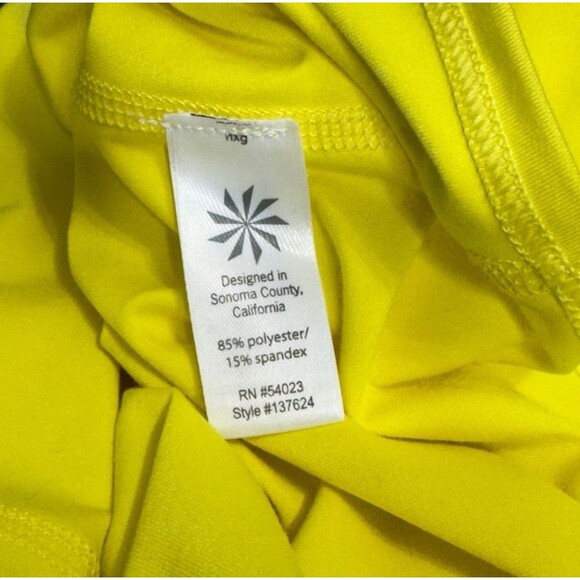 Designed in
Sonoma County,
California
85% polyester/
15% spandex
RN #54023
Style #137624